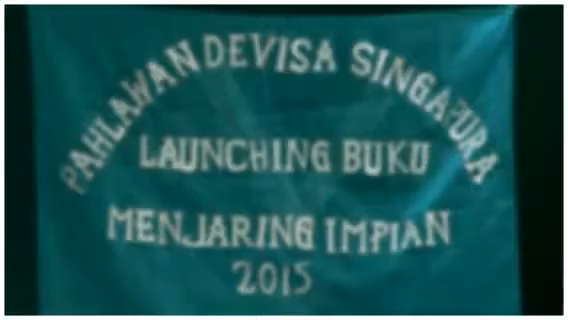 PAHLAWAN DEVISA SINGAPURA
LAUNCHING BUKU
MENJARING IMPIAN
2015